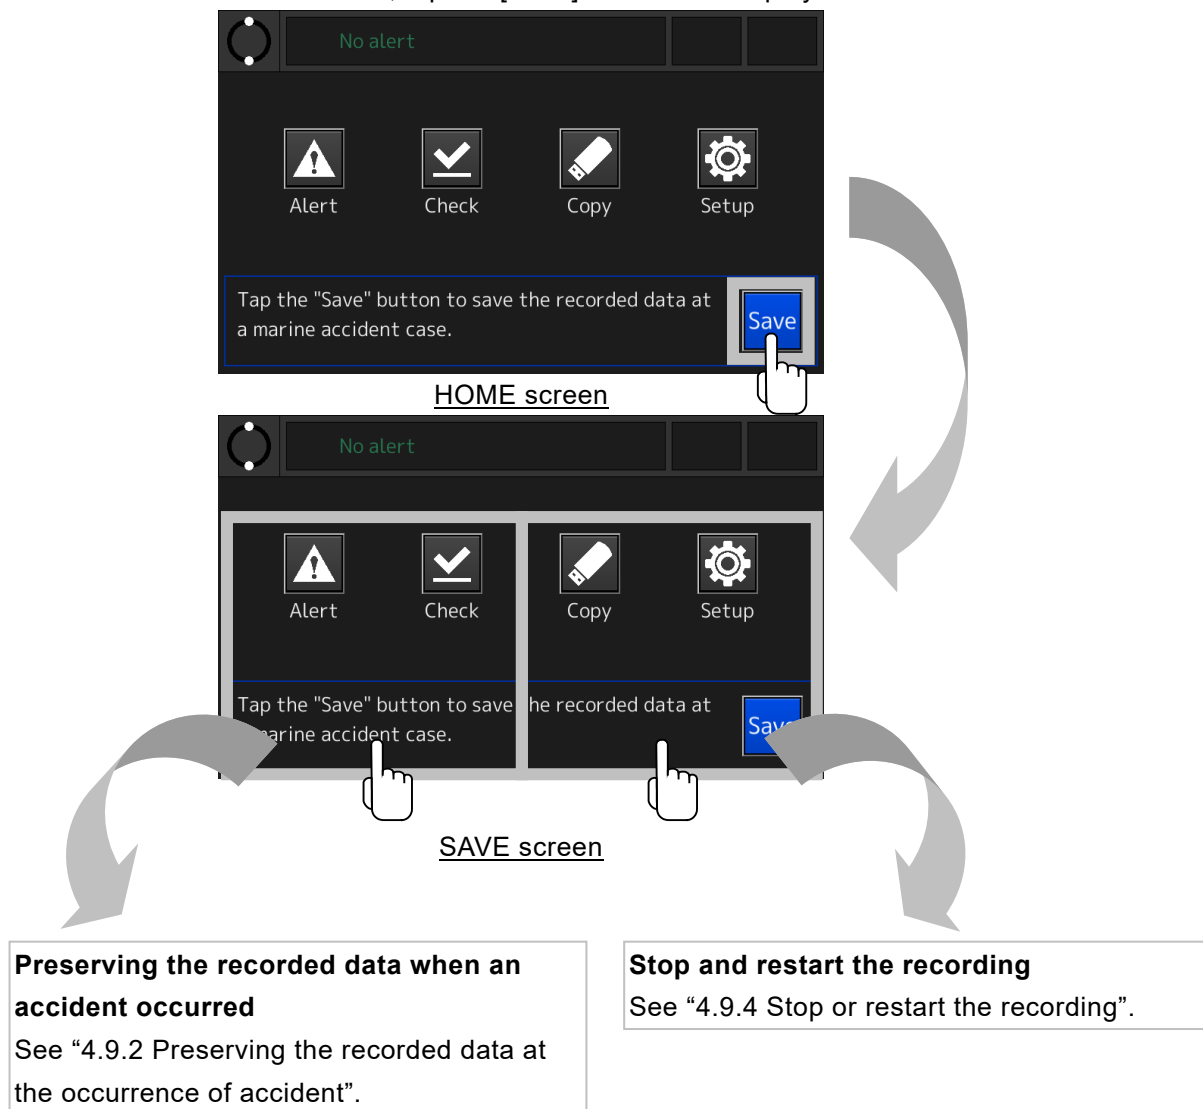 No alert
Alert Check Copy Setup
Tap the "Save" button to save the recorded data at
a marine accident case.
Save
HOME screen
No alert
Alert Check Copy Setup
Tap the "Save" button to save he recorded data at
arine accident case.
Save
SAVE screen
Preserving the recorded data when an
accident occurred
See “4.9.2 Preserving the recorded data at
the occurrence of accident”.
Stop and restart the recording
See “4.9.4 Stop or restart the recording”.